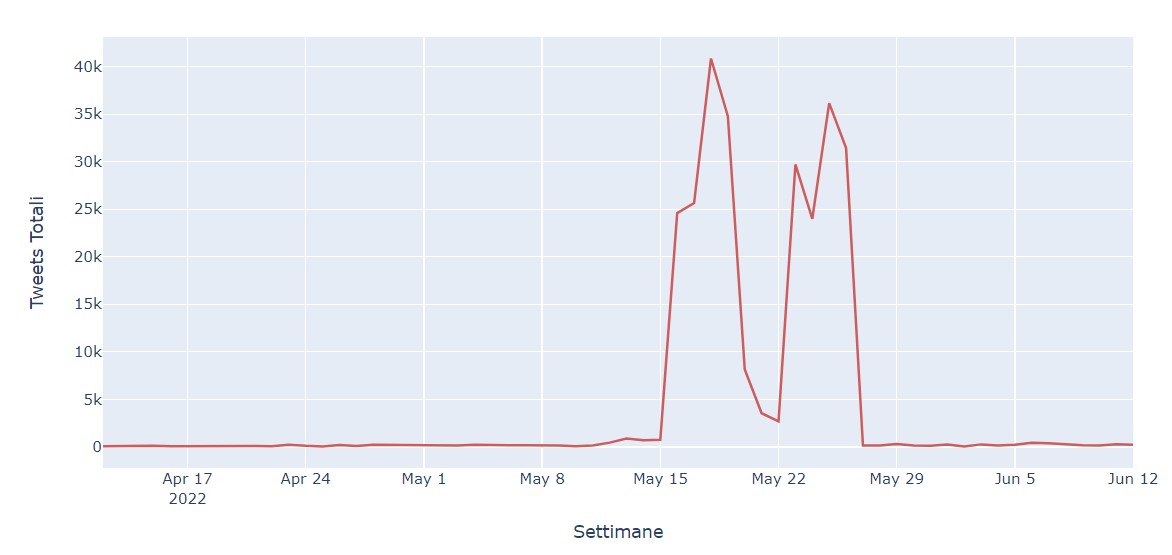 40k
35k
30k
25k
20k
15k
10k
5k
0
Tweets Totali
Apr 17 Apr 24 May 1 May 8 May 15 May 22 May 29 Jun 5 Jun 12
2022
Settimane